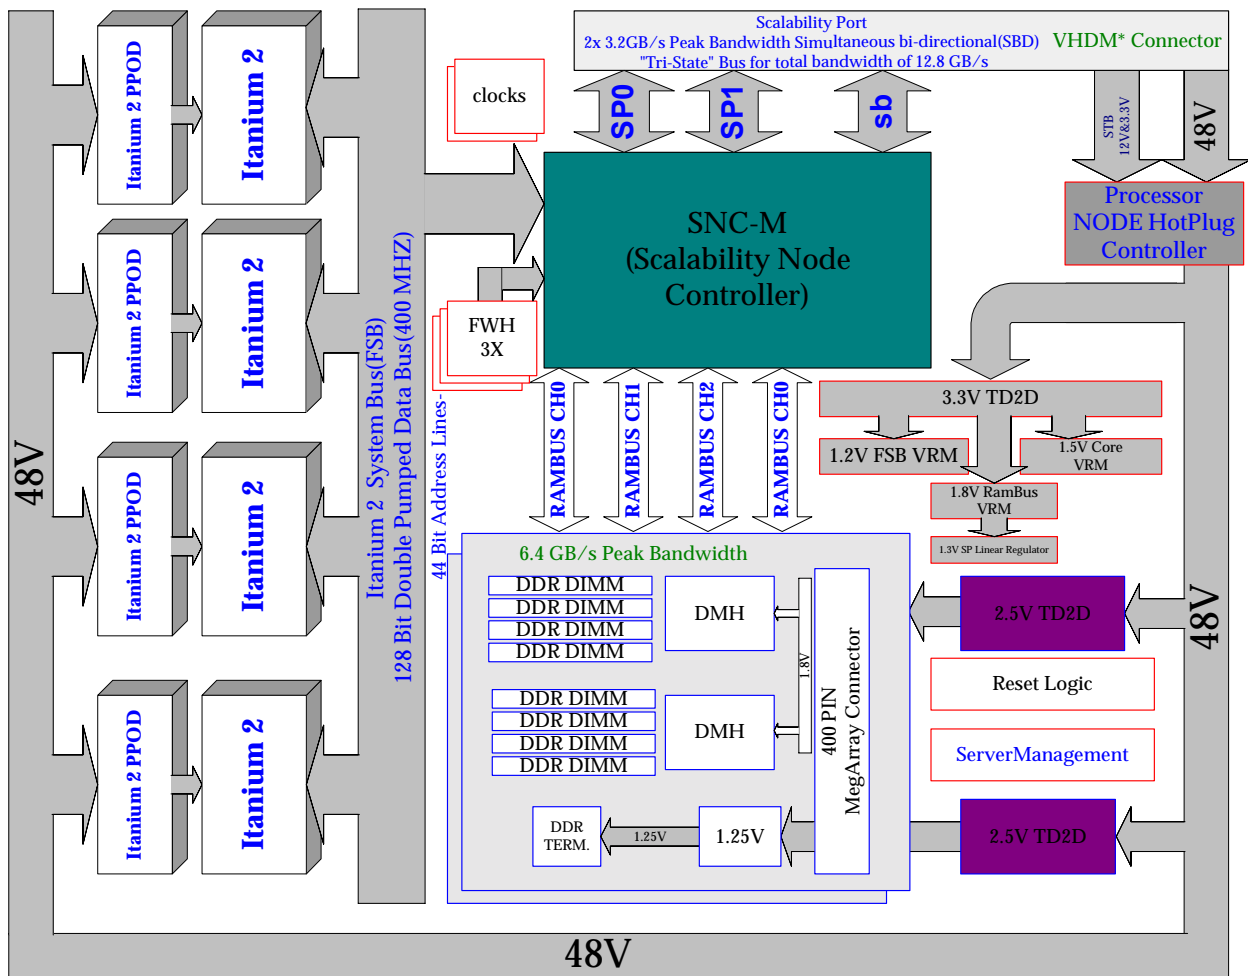 Scalability Port
2x 3.2GB/s Peak Bandwidth Simultaneous bi-directional(SBD)
"Tri-State" Bus for total bandwidth of 12.8 GB/s
VHDM* Connector
SP0
SP1
sb
STB
12V&3.3V
48V
clocks
Itanium 2 PPOD
Itanium 2
Itanium 2 PPOD
Itanium 2
Itanium 2 PPOD
Itanium 2
Itanium 2 PPOD
Itanium 2
48V
Itanium 2 System Bus(FSB)
128 Bit Double Pumped Data Bus(400 MHZ)
44 Bit Address Lines-
SNC-M
(Scalability Node
Controller)
Processor
NODE HotPlug
Controller
FWH
3X
RAMBUS CH0
RAMBUS CH1
RAMBUS CH2
RAMBUS CH0
3.3V TD2D
1.2V FSB VRM
1.5V Core
VRM
1.8V RamBus
VRM
1.3V SP Linear Regulator
6.4 GB/s Peak Bandwidth
DDR DIMM
DDR DIMM
DDR DIMM
DDR DIMM
DMH
DDR DIMM
DDR DIMM
DDR DIMM
DDR DIMM
DMH
1.8V
400 PIN
MegArray Connector
DDR
TERM.
1.25V
1.25V
2.5V TD2D
48V
Reset Logic
ServerManagement
2.5V TD2D
48V